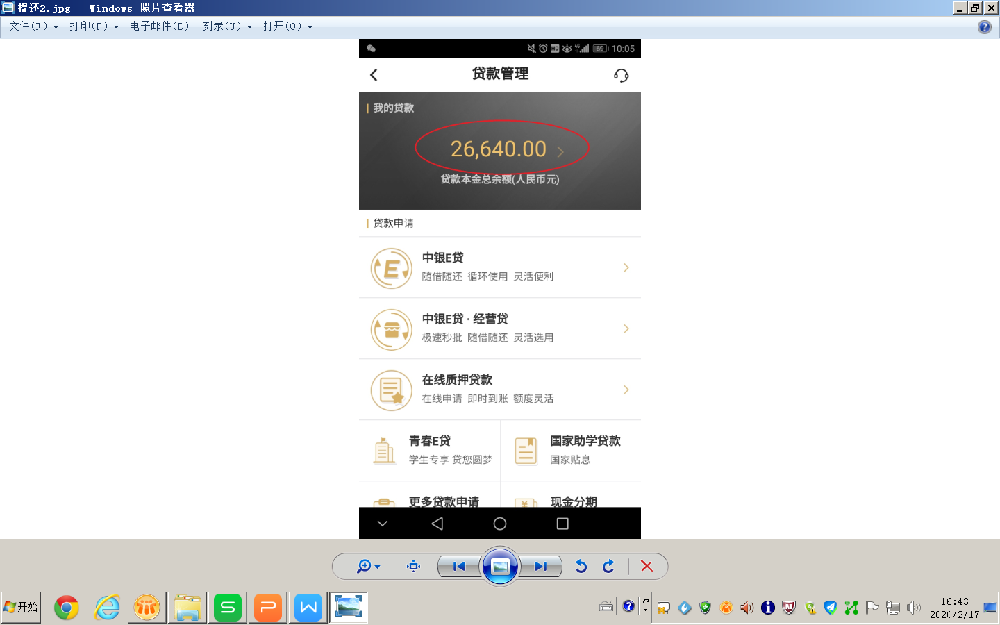 提还2.jpg - Windows 照片查看器
文件(F) 打印(P) 电子邮件(E) 刻录(U) 打开(O)
HD 4G 69 10:05
贷款管理
我的贷款
26,640.00
贷款本金总余额(人民币元)
贷款申请
中银E贷
随借随还 循环使用 灵活便利
中银E贷 · 经营贷
极速秒批 随借随还 灵活选用
在线质押贷款
在线申请 即时到账 额度灵活
青春E贷 国家助学贷款
学生专享 贷您圆梦 国家贴息
更多贷款申请 现金分期
开始
16:43
2020/2/17